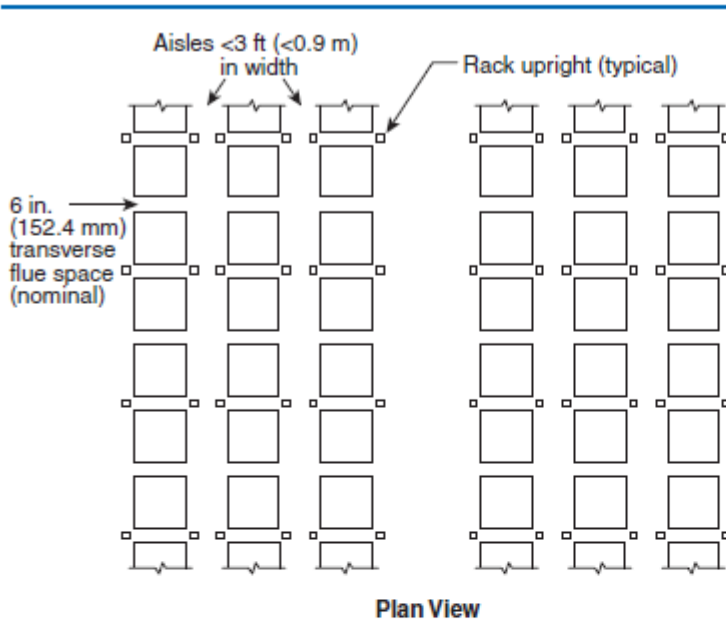 Aisles <3 ft (<0.9 m)
in width
Rack upright (typical)
6 in.
(152.4 mm)
transverse
flue space
(nominal)
Plan View